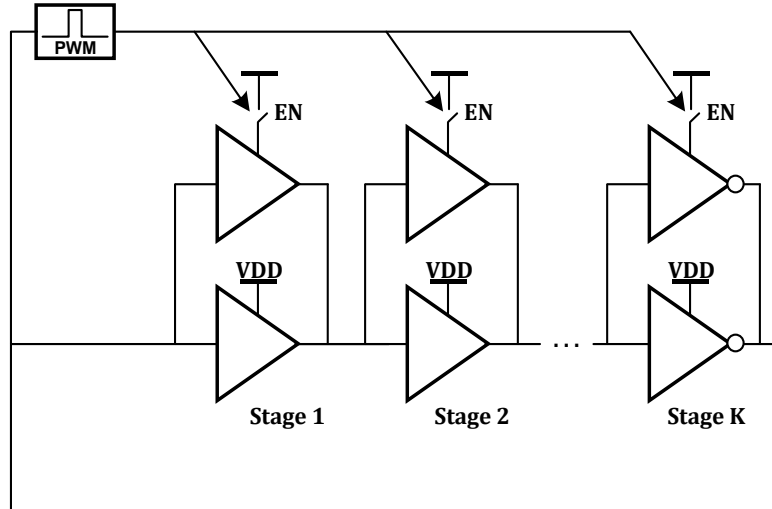 PWM
EN EN EN
VDD VDD VDD
...
Stage 1 Stage 2 Stage K